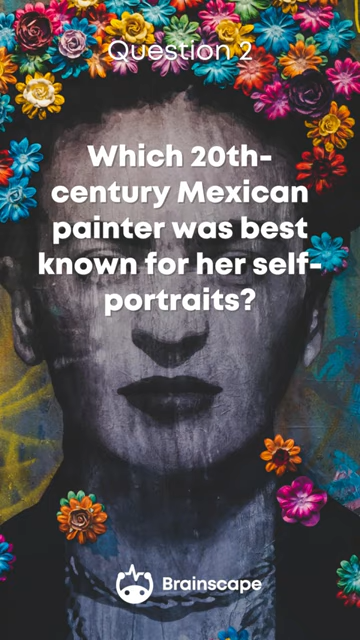 Question 2
Which 20th-
century Mexican
painter was best
known for her self-
portraits?
Brainscape